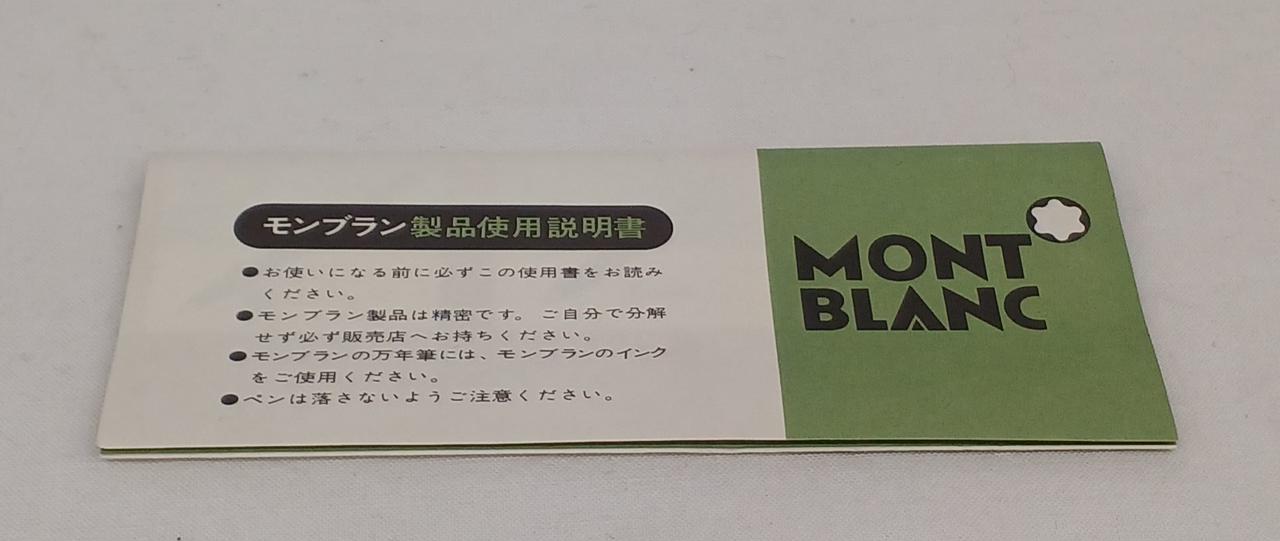 モンブラン製品使用説明書
●お使いになる前に必ずこの使用書をお読み
ください。
●モンブラン製品は精密です。ご自分で分解
せず必ず販売店へお持ちください。
●モンブランの万年筆には、モンブランのインク
をご使用ください。
●ペンは落さないようご注意ください。
MONT
BLANC